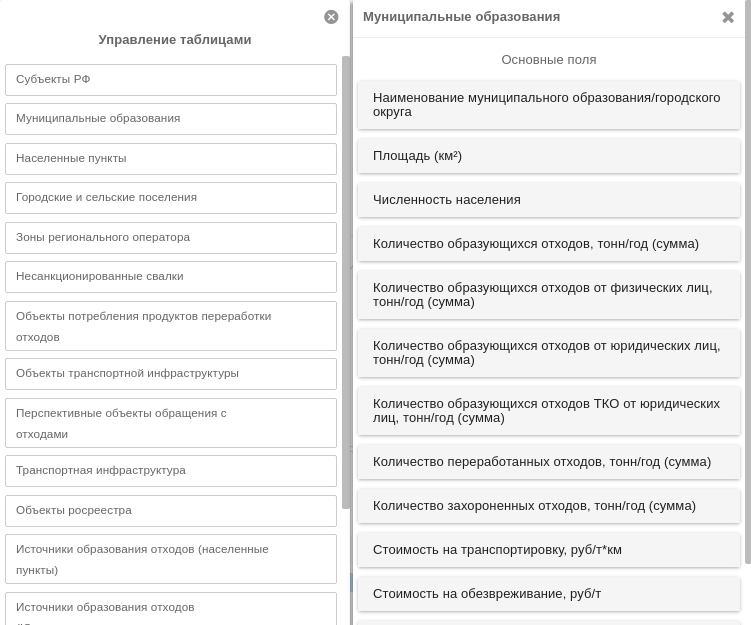 Управление таблицами
Субъекты РФ
Муниципальные образования
Населенные пункты
Городские и сельские поселения
Зоны регионального оператора
Несанкционированные свалки
Объекты потребления продуктов переработки
отходов
Объекты транспортной инфраструктуры
Перспективные объекты обращения с
отходами
Транспортная инфраструктура
Объекты росреестра
Источники образования отходов (населенные
пункты)
Источники образования отходов
Муниципальные образования
Основные поля
Наименование муниципального образования/городского
округа
Площадь (км²)
Численность населения
Количество образующихся отходов, тонн/год (сумма)
Количество образующихся отходов от физических лиц,
тонн/год (сумма)
Количество образующихся отходов от юридических лиц,
тонн/год (сумма)
Количество образующихся отходов ТКО от юридических
лиц, тонн/год (сумма)
Количество переработанных отходов, тонн/год (сумма)
Количество захороненных отходов, тонн/год (сумма)
Стоимость на транспортировку, руб/т*км
Стоимость на обезвреживание, руб/т